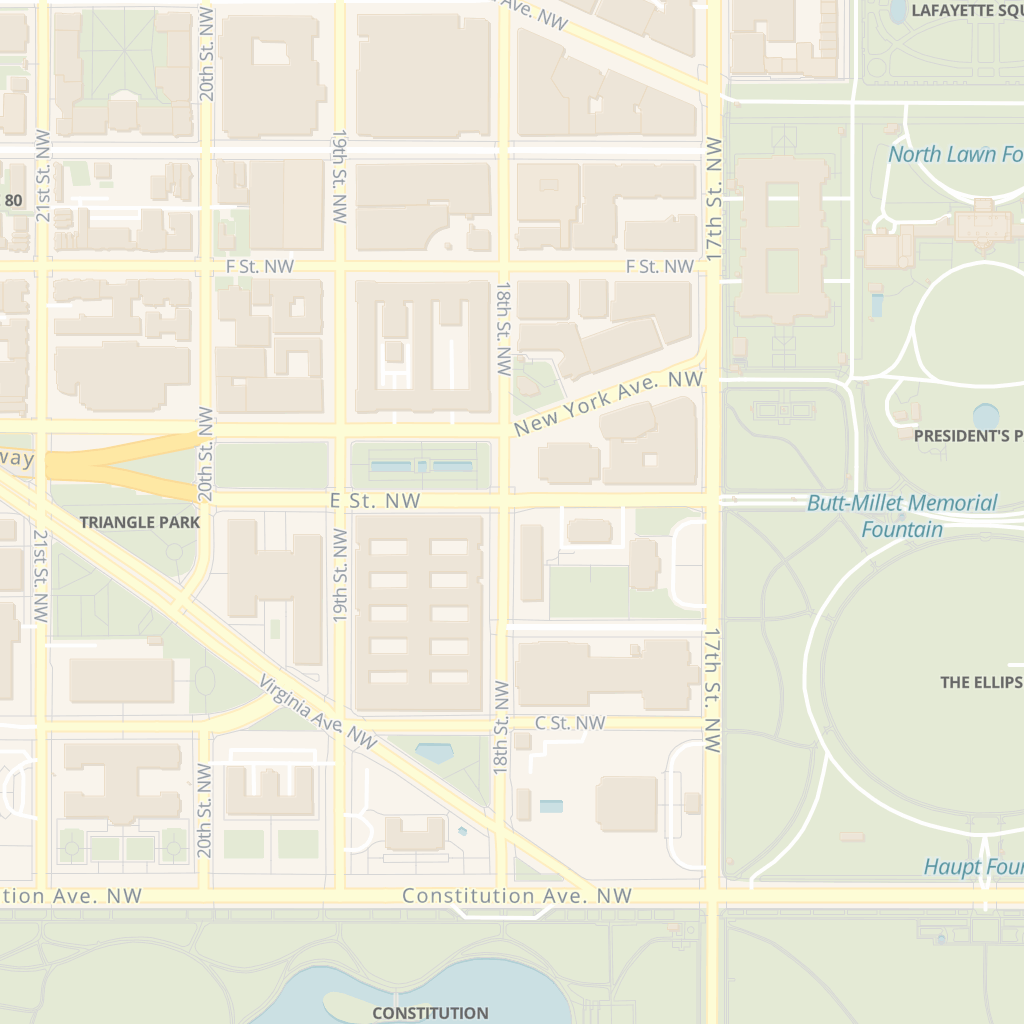 Ave. NW
LAFAYETTE SQU
20th St. NW
21st St. NW
19th St. NW
17th St. NW
North Lawn Fo
80
F St. NW
F St. NW
18th St. NW
New York Ave. NW
20th St. NW
way
PRESIDENT'S P
E St. NW
Butt-Millet Memorial
Fountain
TRIANGLE PARK
21st St. NW
19th St. NW
17th St. NW
Virginia Ave. NW
THE ELLIPS
18th St. NW
C St. NW
20th St. NW
Haupt Foun
tion Ave. NW
Constitution Ave. NW
CONSTITUTION